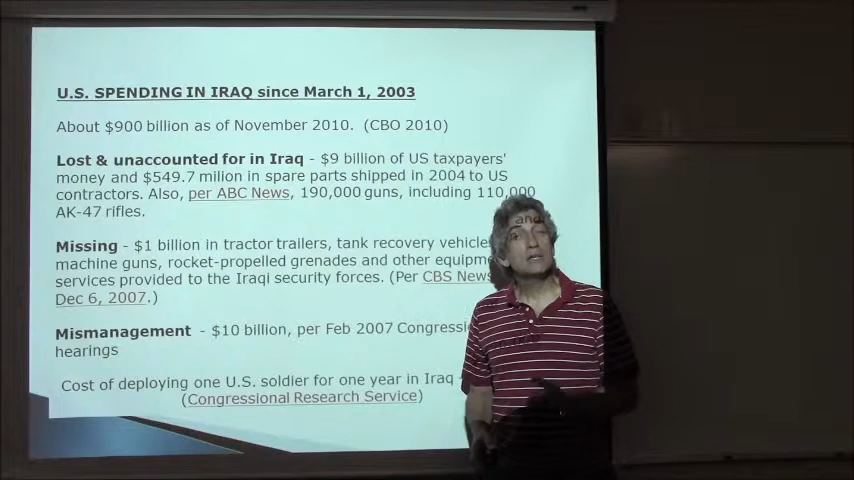 U.S. SPENDING IN IRAQ since March 1, 2003
About $900 billion as of November 2010. (CBO 2010)
Lost & unaccounted for in Iraq - $9 billion of US taxpayers'
money and $549.7 milion in spare parts shipped in 2004 to US
contractors. Also, per ABC News, 190,000 guns, including 110,000
AK-47 rifles.
Missing - $1 billion in tractor trailers, tank recovery vehicles
machine guns, rocket-propelled grenades and other equipm and
services provided to the Iraqi security forces. (Per CBS News
Dec 6, 2007.)
Mismanagement - $10 billion, per Feb 2007 Congressi
hearings
Cost of deploying one U.S. soldier for one year in Iraq
(Congressional Research Service)